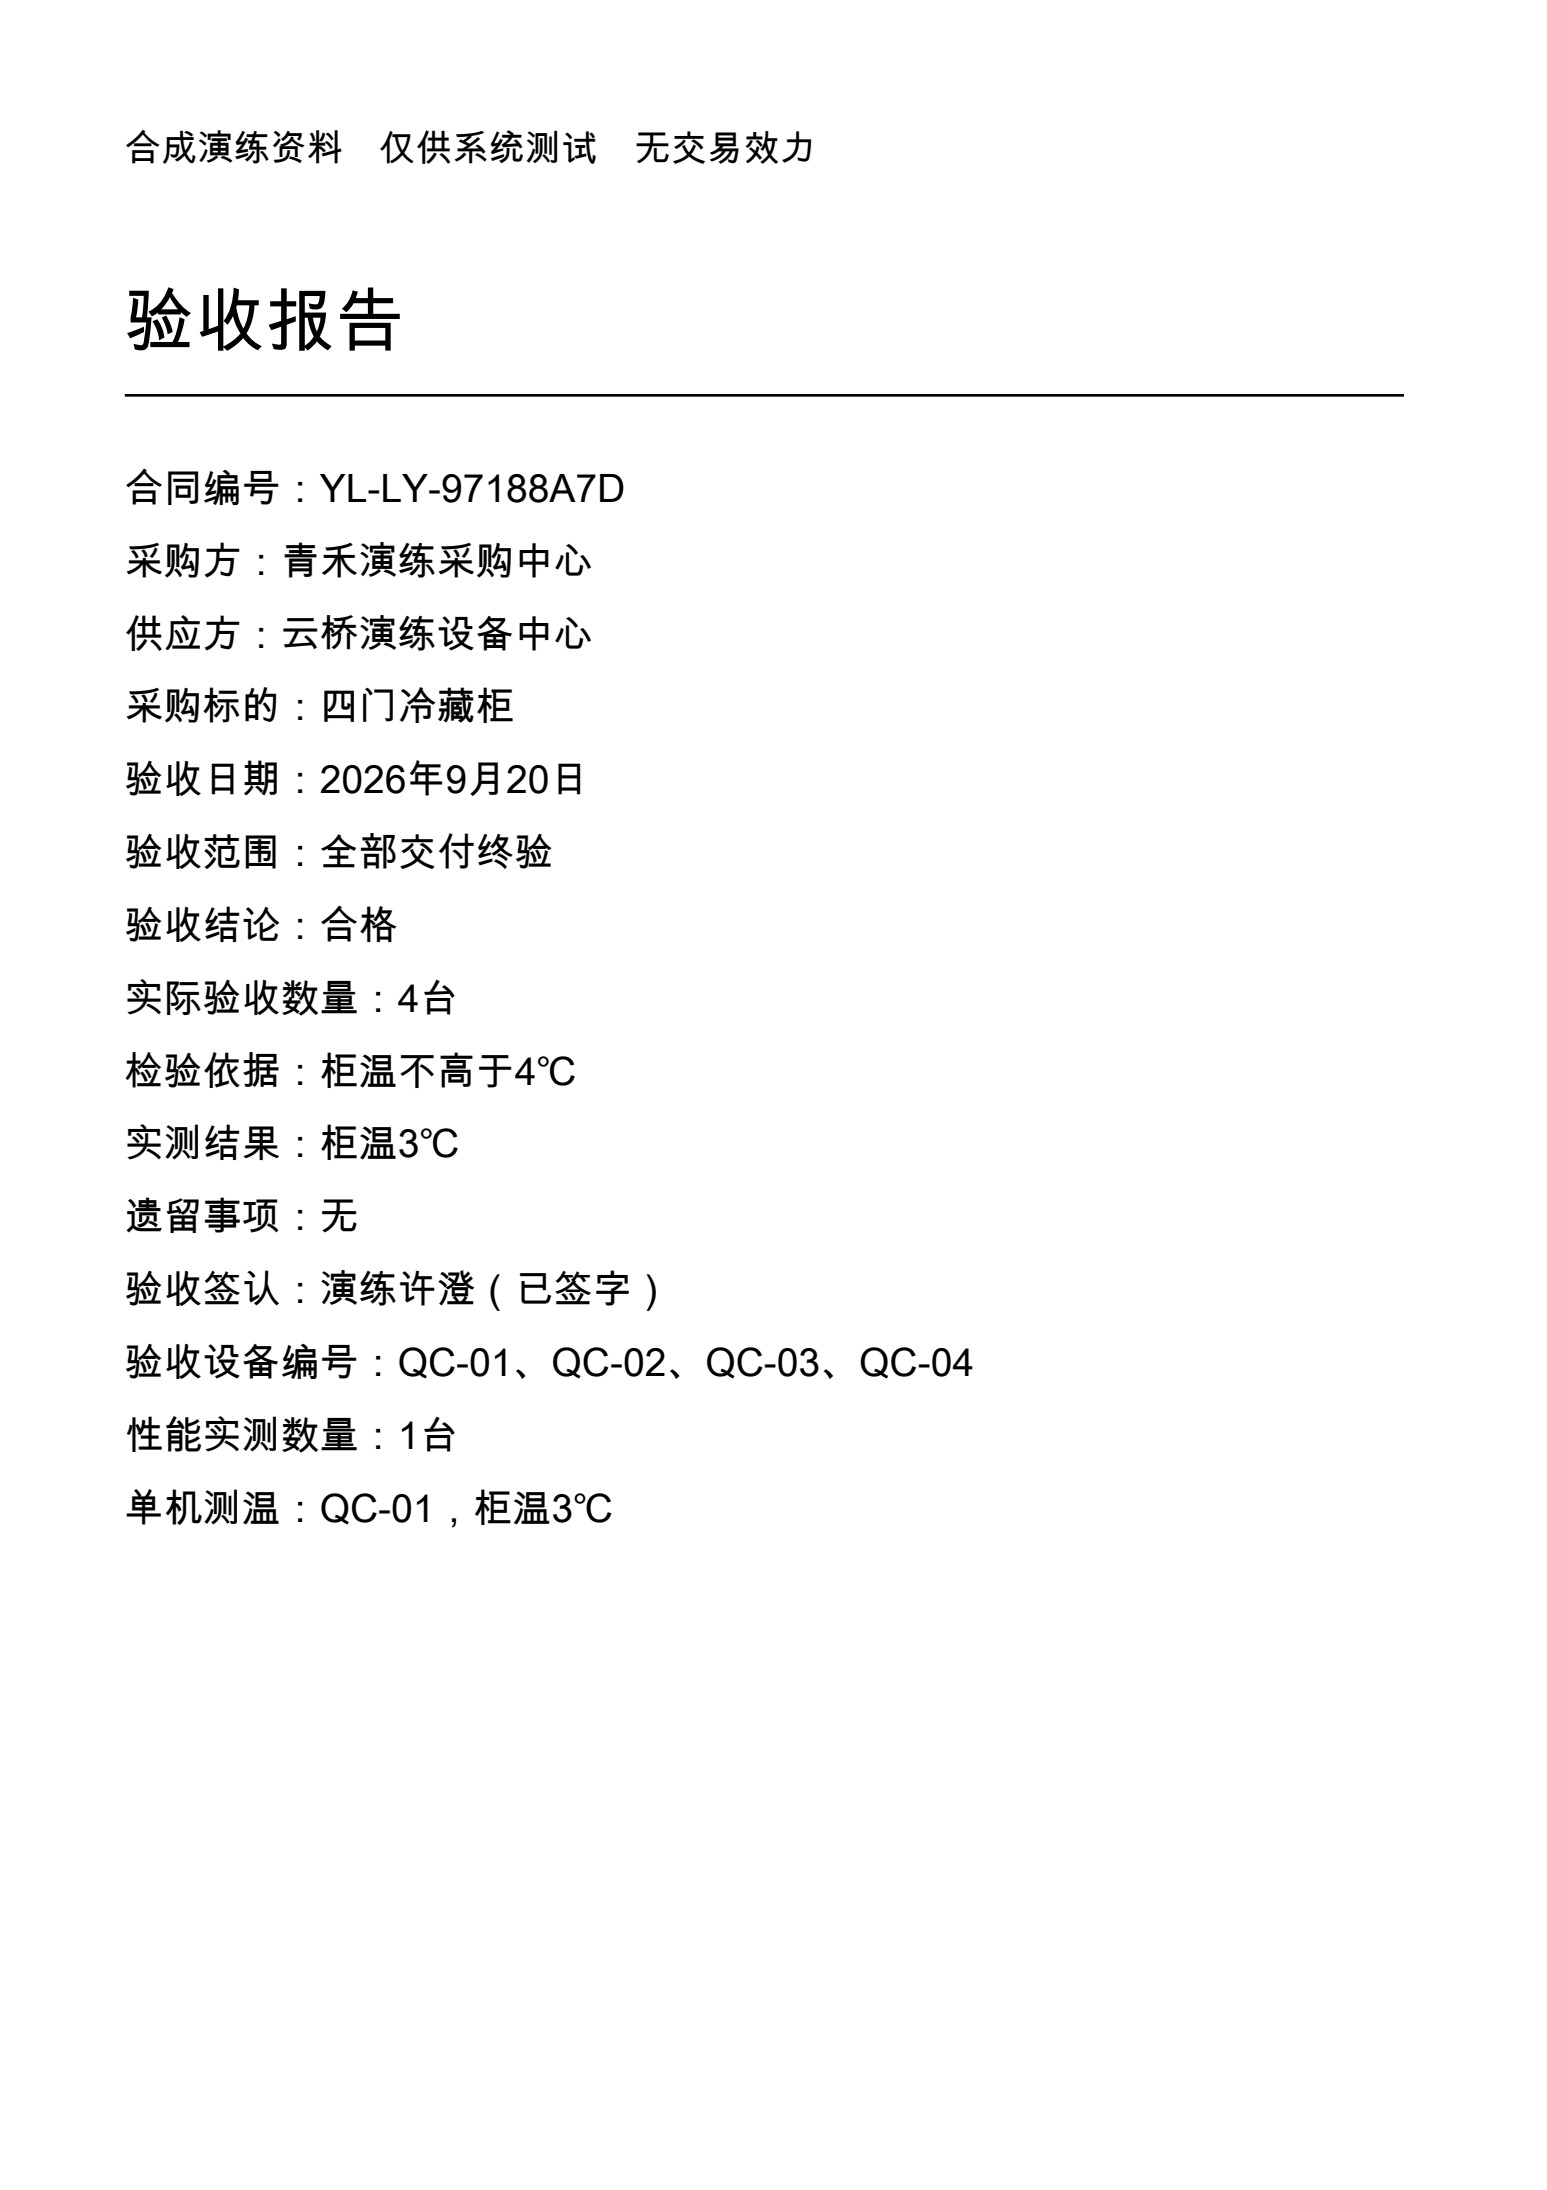 合成演练资料　仅供系统测试　无交易效力
验收报告
合同编号：YL-LY-97188A7D
采购方：青禾演练采购中心
供应方：云桥演练设备中心
采购标的：四门冷藏柜
验收日期：2026年9月20日
验收范围：全部交付终验
验收结论：合格
实际验收数量：4台
检验依据：柜温不高于4℃
实测结果：柜温3℃
遗留事项：无
验收签认：演练许澄（已签字）
验收设备编号：QC-01、QC-02、QC-03、QC-04
性能实测数量：1台
单机测温：QC-01，柜温3℃